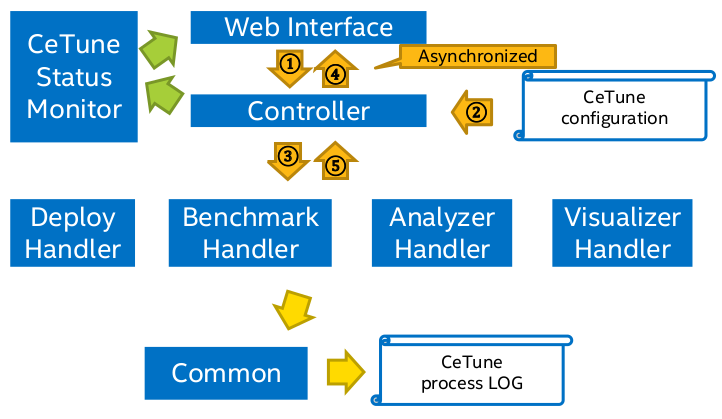 CeTune
Status
Monitor
Web Interface
①
④
Asynchronized
Controller
②
CeTune
configuration
③
⑤
Deploy
Handler
Benchmark
Handler
Analyzer
Handler
Visualizer
Handler
Common
CeTune
process LOG